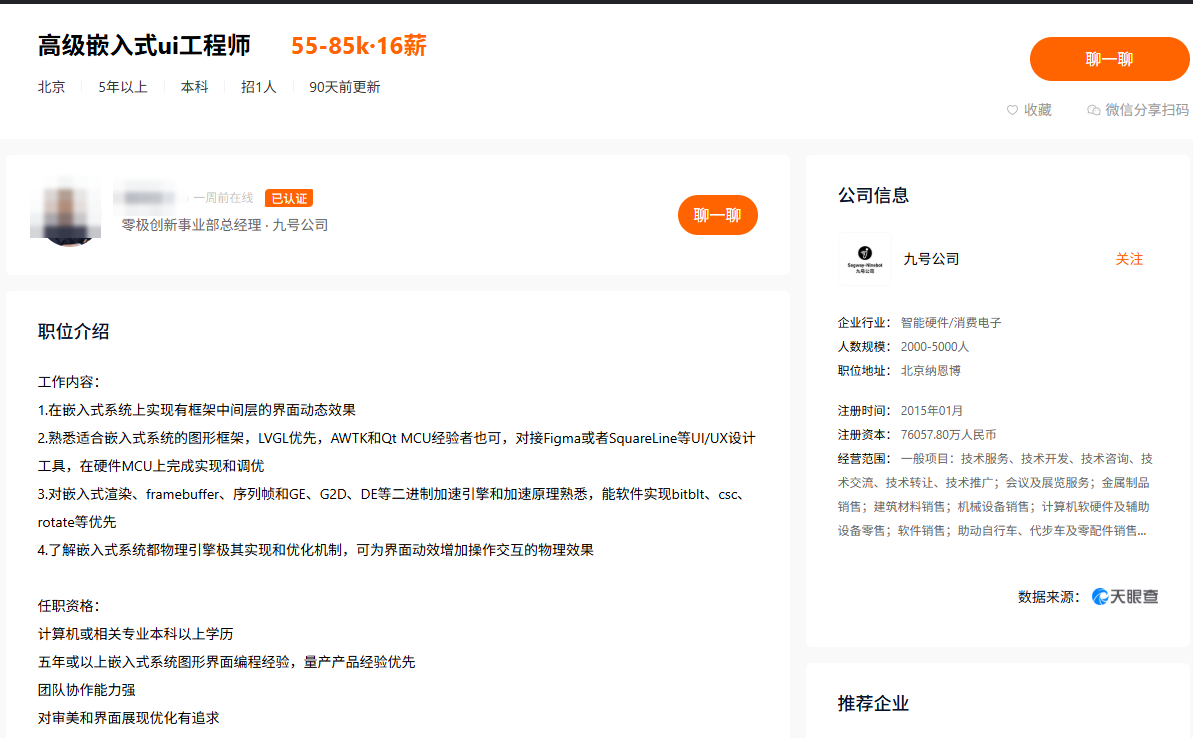 高级嵌入式ui工程师 55-85k·16薪
聊一聊
北京 5年以上 本科 招1人 90天前更新
收藏 微信分享扫码
一周前在线 已认证
零极创新事业部总经理 · 九号公司
聊一聊
职位介绍
工作内容：
1.在嵌入式系统上实现有框架中间层的界面动态效果
2.熟悉适合嵌入式系统的图形框架，LVGL优先，AWTK和Qt MCU经验者也可，对接Figma或者SquareLine等UI/UX设计
工具，在硬件MCU上完成实现和调优
3.对嵌入式渲染、framebuffer、序列帧和GE、G2D、DE等二进制加速引擎和加速原理熟悉，能软件实现bitblt、csc、
rotate等优先
4.了解嵌入式系统都物理引擎极其实现和优化机制，可为界面动效增加操作交互的物理效果
任职资格：
计算机或相关专业本科以上学历
五年或以上嵌入式系统图形界面编程经验，量产产品经验优先
团队协作能力强
对审美和界面展现优化有追求
公司信息
Segway-Ninebot
九号公司
九号公司
关注
企业行业： 智能硬件/消费电子
人数规模： 2000-5000人
职位地址： 北京纳恩博
注册时间： 2015年01月
注册资本： 76057.80万人民币
经营范围： 一般项目：技术服务、技术开发、技术咨询、技
术交流、技术转让、技术推广；会议及展览服务；金属制品
销售；建筑材料销售；机械设备销售；计算机软硬件及辅助
设备零售；软件销售；助动自行车、代步车及零配件销售...
数据来源： 天眼查
推荐企业